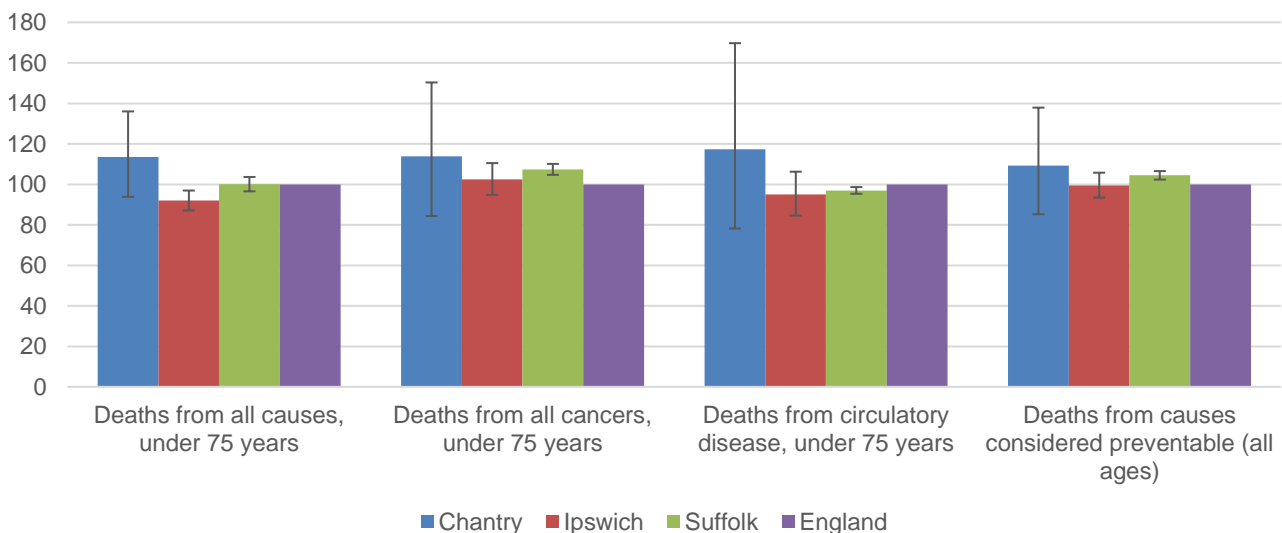 180
160
140
120
100
80
60
40
20
0
Deaths from all causes,
under 75 years
Deaths from all cancers,
under 75 years
Deaths from circulatory
disease, under 75 years
Deaths from causes
considered preventable (all
ages)
Chantry Ipswich Suffolk England